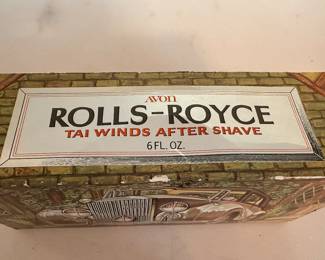 AVON
ROLLS-ROYCE
TAI WINDS AFTER SHAVE
6 FL. OZ.